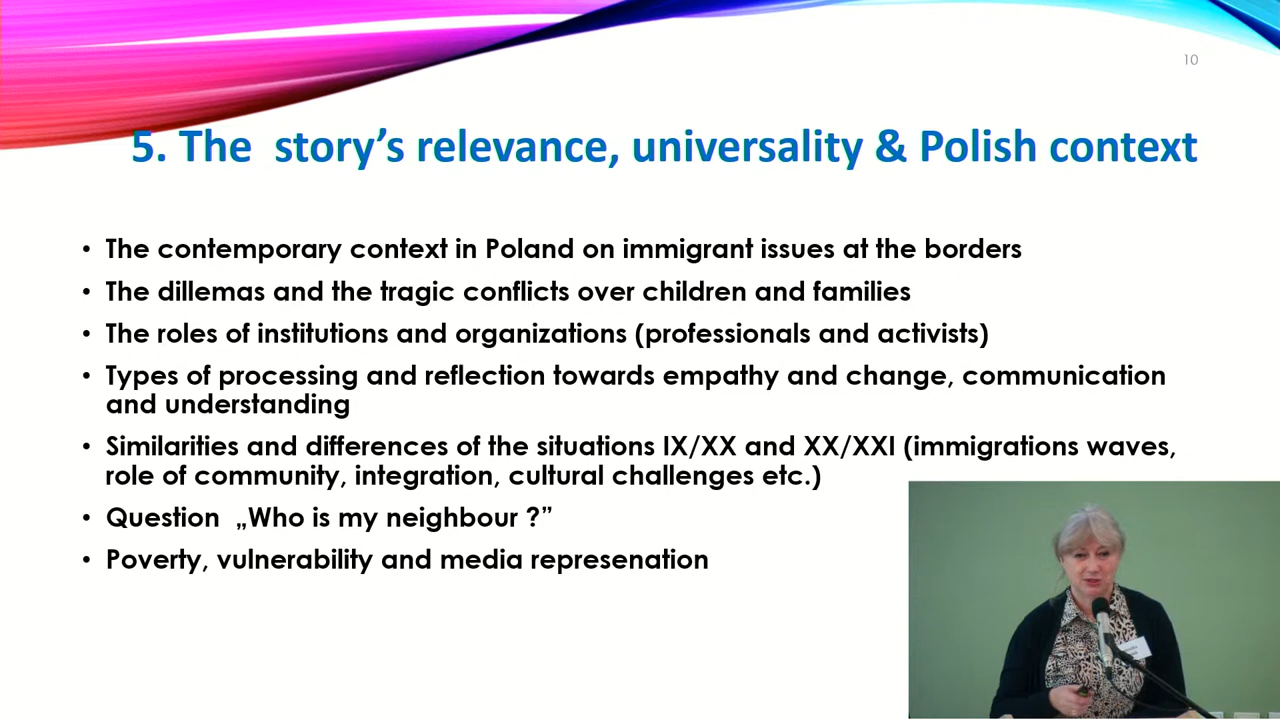 10
5. The  story’s relevance, universality & Polish context
• The contemporary context in Poland on immigrant issues at the borders
• The dillemas and the tragic conflicts over children and families
• The roles of institutions and organizations (professionals and activists)
• Types of processing and reflection towards empathy and change, communication
and understanding
• Similarities and differences of the situations IX/XX and XX/XXI (immigrations waves,
role of community, integration, cultural challenges etc.)
• Question  „Who is my neighbour ?”
• Poverty, vulnerability and media represenation